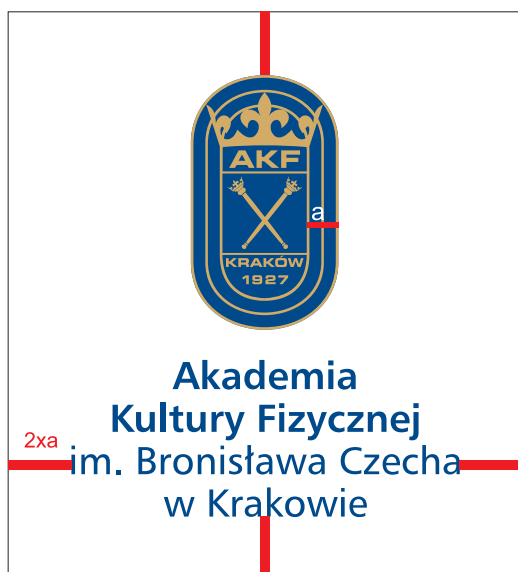 AKF
a
KRAKÓW
1927
Akademia
Kultury Fizycznej
2xa
im. Bronisława Czecha
w Krakowie